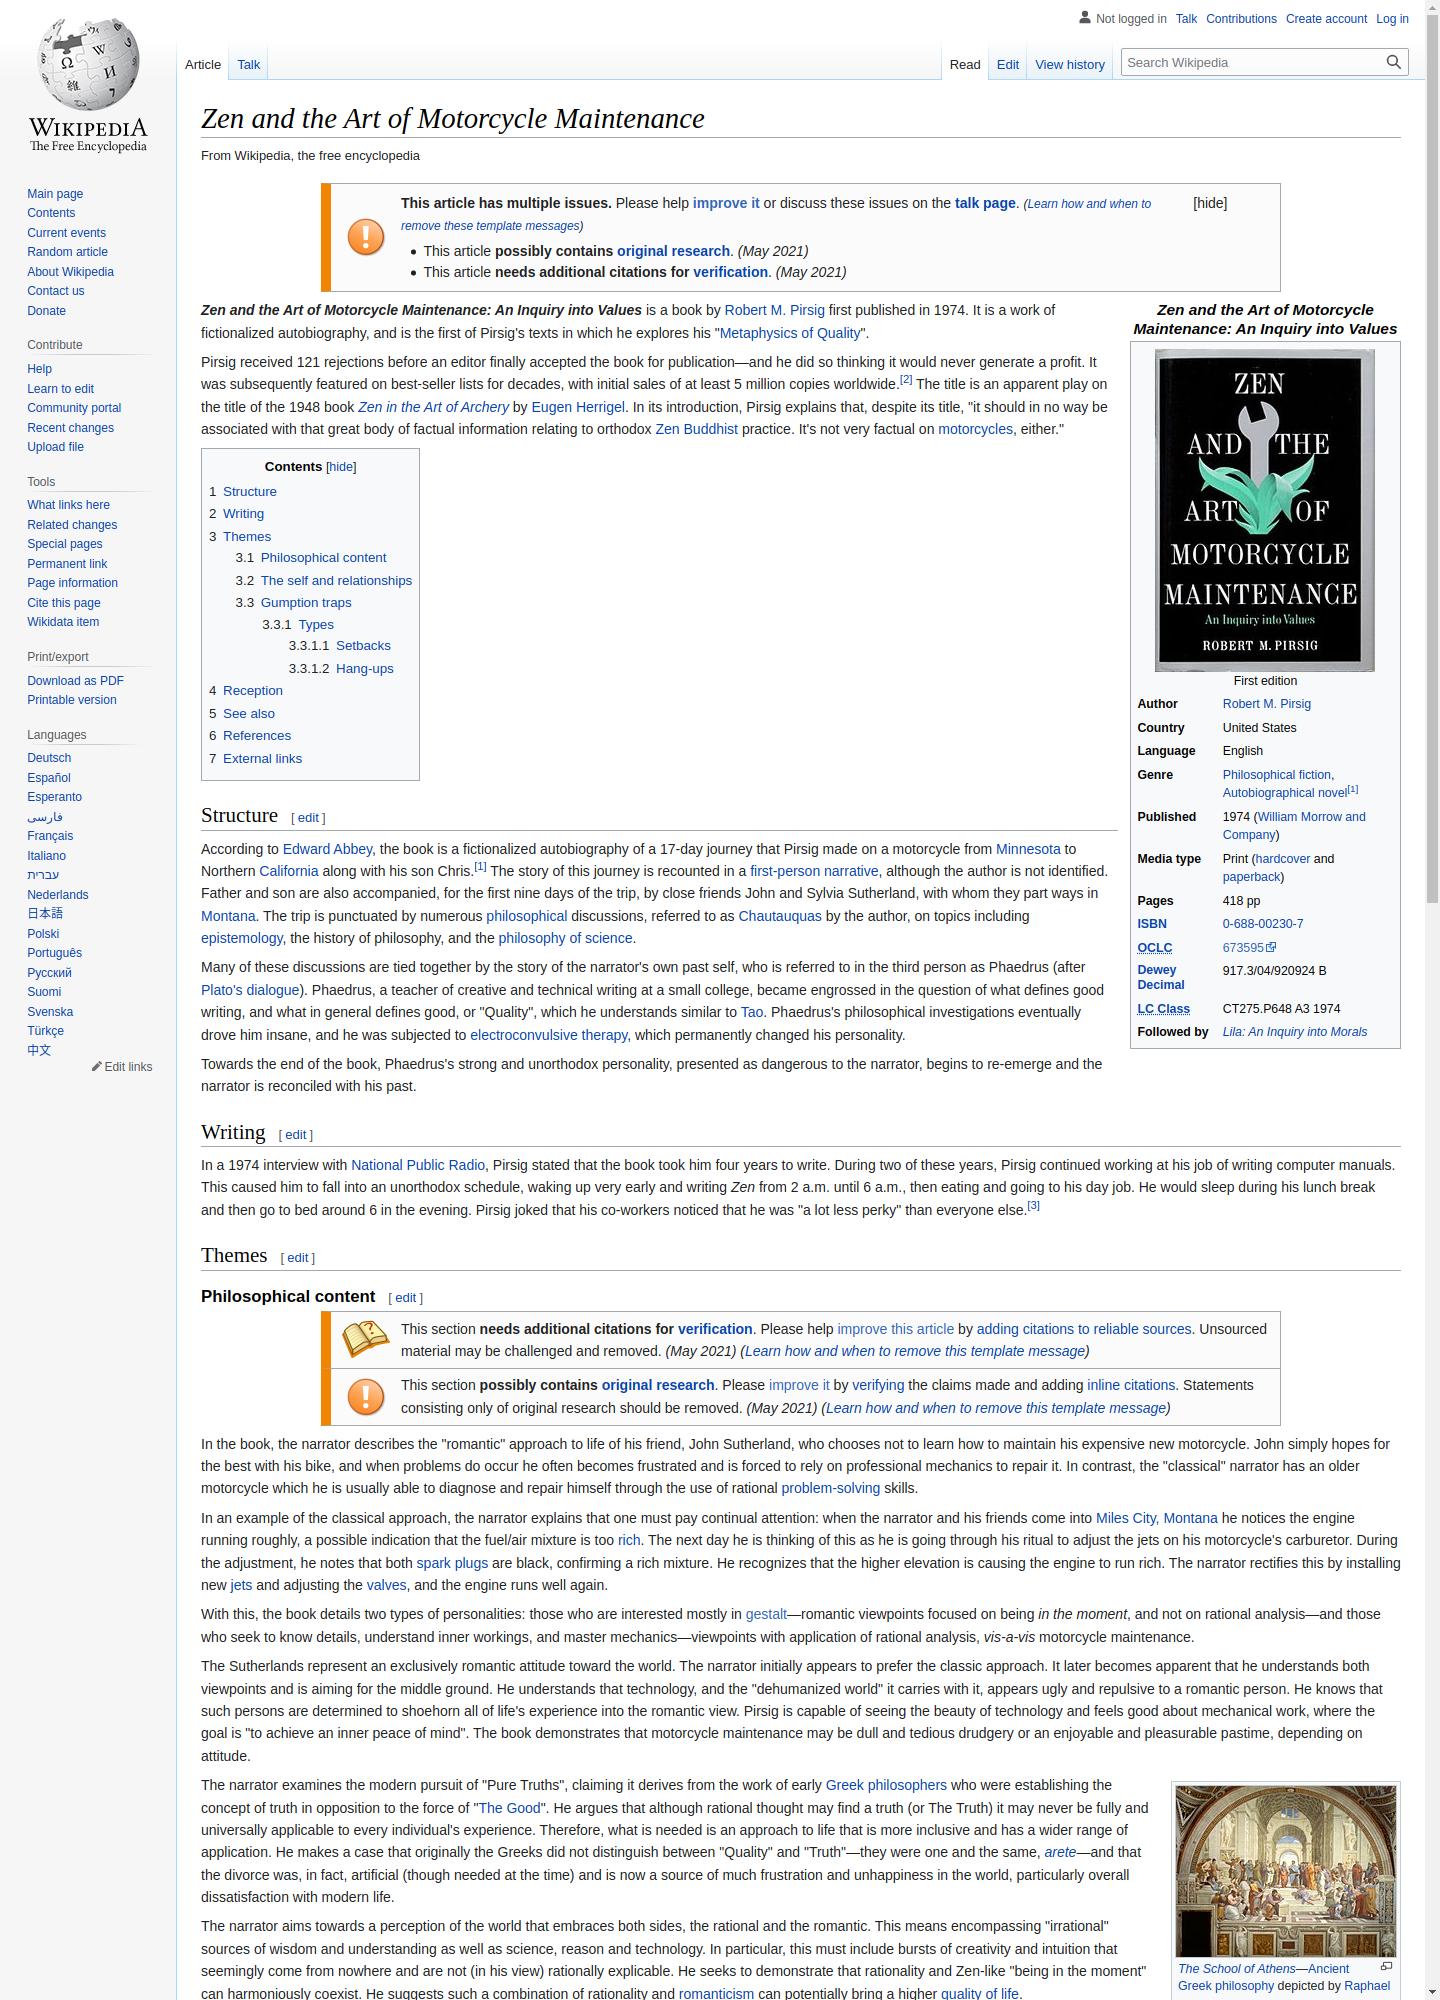 Not logged in Talk Contributions Create account Log in
Article Talk Read Edit View history Search Wikipedia
WIKIPEDIA
The Free Encyclopedia
Main page
Contents
Current events
Random article
About Wikipedia
Contact us
Donate
Contribute
Help
Learn to edit
Community portal
Recent changes
Upload file
Tools
What links here
Related changes
Special pages
Permanent link
Page information
Cite this page
Wikidata item
Print/export
Download as PDF
Printable version
Languages
Deutsch
Español
Esperanto
فارسی
Français
Italiano
עברית
Nederlands
日本語
Polski
Português
Русский
Suomi
Svenska
Türkçe
中文
Edit links
Zen and the Art of Motorcycle Maintenance
From Wikipedia, the free encyclopedia
This article has multiple issues. Please help improve it or discuss these issues on the talk page. (Learn how and when to [hide]
remove these template messages)
• This article possibly contains original research. (May 2021)
• This article needs additional citations for verification. (May 2021)
Zen and the Art of Motorcycle Maintenance: An Inquiry into Values is a book by Robert M. Pirsig first published in 1974. It is a work of
fictionalized autobiography, and is the first of Pirsig's texts in which he explores his "Metaphysics of Quality".
Pirsig received 121 rejections before an editor finally accepted the book for publication—and he did so thinking it would never generate a profit. It
was subsequently featured on best-seller lists for decades, with initial sales of at least 5 million copies worldwide.[2] The title is an apparent play on
the title of the 1948 book Zen in the Art of Archery by Eugen Herrigel. In its introduction, Pirsig explains that, despite its title, "it should in no way be
associated with that great body of factual information relating to orthodox Zen Buddhist practice. It's not very factual on motorcycles, either."
Contents [hide]
1 Structure
2 Writing
3 Themes
3.1 Philosophical content
3.2 The self and relationships
3.3 Gumption traps
3.3.1 Types
3.3.1.1 Setbacks
3.3.1.2 Hang-ups
4 Reception
5 See also
6 References
7 External links
Zen and the Art of Motorcycle
Maintenance: An Inquiry into Values
ZEN
AND THE
ART OF
MOTORCYCLE
MAINTENANCE
An Inquiry into Values
ROBERT M. PIRSIG
First edition
Author Robert M. Pirsig
Country United States
Language English
Genre Philosophical fiction,
Autobiographical novel[1]
Published 1974 (William Morrow and
Company)
Media type Print (hardcover and
paperback)
Pages 418 pp
ISBN 0-688-00230-7
OCLC 673595
Dewey 917.3/04/920924 B
Decimal
LC Class CT275.P648 A3 1974
Followed by Lila: An Inquiry into Morals
Structure [ edit ]
According to Edward Abbey, the book is a fictionalized autobiography of a 17-day journey that Pirsig made on a motorcycle from Minnesota to
Northern California along with his son Chris.[1] The story of this journey is recounted in a first-person narrative, although the author is not identified.
Father and son are also accompanied, for the first nine days of the trip, by close friends John and Sylvia Sutherland, with whom they part ways in
Montana. The trip is punctuated by numerous philosophical discussions, referred to as Chautauquas by the author, on topics including
epistemology, the history of philosophy, and the philosophy of science.
Many of these discussions are tied together by the story of the narrator's own past self, who is referred to in the third person as Phaedrus (after
Plato's dialogue). Phaedrus, a teacher of creative and technical writing at a small college, became engrossed in the question of what defines good
writing, and what in general defines good, or "Quality", which he understands similar to Tao. Phaedrus's philosophical investigations eventually
drove him insane, and he was subjected to electroconvulsive therapy, which permanently changed his personality.
Towards the end of the book, Phaedrus's strong and unorthodox personality, presented as dangerous to the narrator, begins to re-emerge and the
narrator is reconciled with his past.
Writing [ edit ]
In a 1974 interview with National Public Radio, Pirsig stated that the book took him four years to write. During two of these years, Pirsig continued working at his job of writing computer manuals.
This caused him to fall into an unorthodox schedule, waking up very early and writing Zen from 2 a.m. until 6 a.m., then eating and going to his day job. He would sleep during his lunch break
and then go to bed around 6 in the evening. Pirsig joked that his co-workers noticed that he was "a lot less perky" than everyone else.[3]
Themes [ edit ]
Philosophical content [ edit ]
This section needs additional citations for verification. Please help improve this article by adding citations to reliable sources. Unsourced
material may be challenged and removed. (May 2021) (Learn how and when to remove this template message)
This section possibly contains original research. Please improve it by verifying the claims made and adding inline citations. Statements
consisting only of original research should be removed. (May 2021) (Learn how and when to remove this template message)
In the book, the narrator describes the "romantic" approach to life of his friend, John Sutherland, who chooses not to learn how to maintain his expensive new motorcycle. John simply hopes for
the best with his bike, and when problems do occur he often becomes frustrated and is forced to rely on professional mechanics to repair it. In contrast, the "classical" narrator has an older
motorcycle which he is usually able to diagnose and repair himself through the use of rational problem-solving skills.
In an example of the classical approach, the narrator explains that one must pay continual attention: when the narrator and his friends come into Miles City, Montana he notices the engine
running roughly, a possible indication that the fuel/air mixture is too rich. The next day he is thinking of this as he is going through his ritual to adjust the jets on his motorcycle's carburetor. During
the adjustment, he notes that both spark plugs are black, confirming a rich mixture. He recognizes that the higher elevation is causing the engine to run rich. The narrator rectifies this by installing
new jets and adjusting the valves, and the engine runs well again.
With this, the book details two types of personalities: those who are interested mostly in gestalt—romantic viewpoints focused on being in the moment, and not on rational analysis—and those
who seek to know details, understand inner workings, and master mechanics—viewpoints with application of rational analysis, vis-a-vis motorcycle maintenance.
The Sutherlands represent an exclusively romantic attitude toward the world. The narrator initially appears to prefer the classic approach. It later becomes apparent that he understands both
viewpoints and is aiming for the middle ground. He understands that technology, and the "dehumanized world" it carries with it, appears ugly and repulsive to a romantic person. He knows that
such persons are determined to shoehorn all of life's experience into the romantic view. Pirsig is capable of seeing the beauty of technology and feels good about mechanical work, where the
goal is "to achieve an inner peace of mind". The book demonstrates that motorcycle maintenance may be dull and tedious drudgery or an enjoyable and pleasurable pastime, depending on
attitude.
The narrator examines the modern pursuit of "Pure Truths", claiming it derives from the work of early Greek philosophers who were establishing the
concept of truth in opposition to the force of "The Good". He argues that although rational thought may find a truth (or The Truth) it may never be fully and
universally applicable to every individual's experience. Therefore, what is needed is an approach to life that is more inclusive and has a wider range of
application. He makes a case that originally the Greeks did not distinguish between "Quality" and "Truth"—they were one and the same, arete—and that
the divorce was, in fact, artificial (though needed at the time) and is now a source of much frustration and unhappiness in the world, particularly overall
dissatisfaction with modern life.
The narrator aims towards a perception of the world that embraces both sides, the rational and the romantic. This means encompassing "irrational"
sources of wisdom and understanding as well as science, reason and technology. In particular, this must include bursts of creativity and intuition that
seemingly come from nowhere and are not (in his view) rationally explicable. He seeks to demonstrate that rationality and Zen-like "being in the moment"
can harmoniously coexist. He suggests such a combination of rationality and romanticism can potentially bring a higher quality of life.
The School of Athens—Ancient
Greek philosophy depicted by Raphael